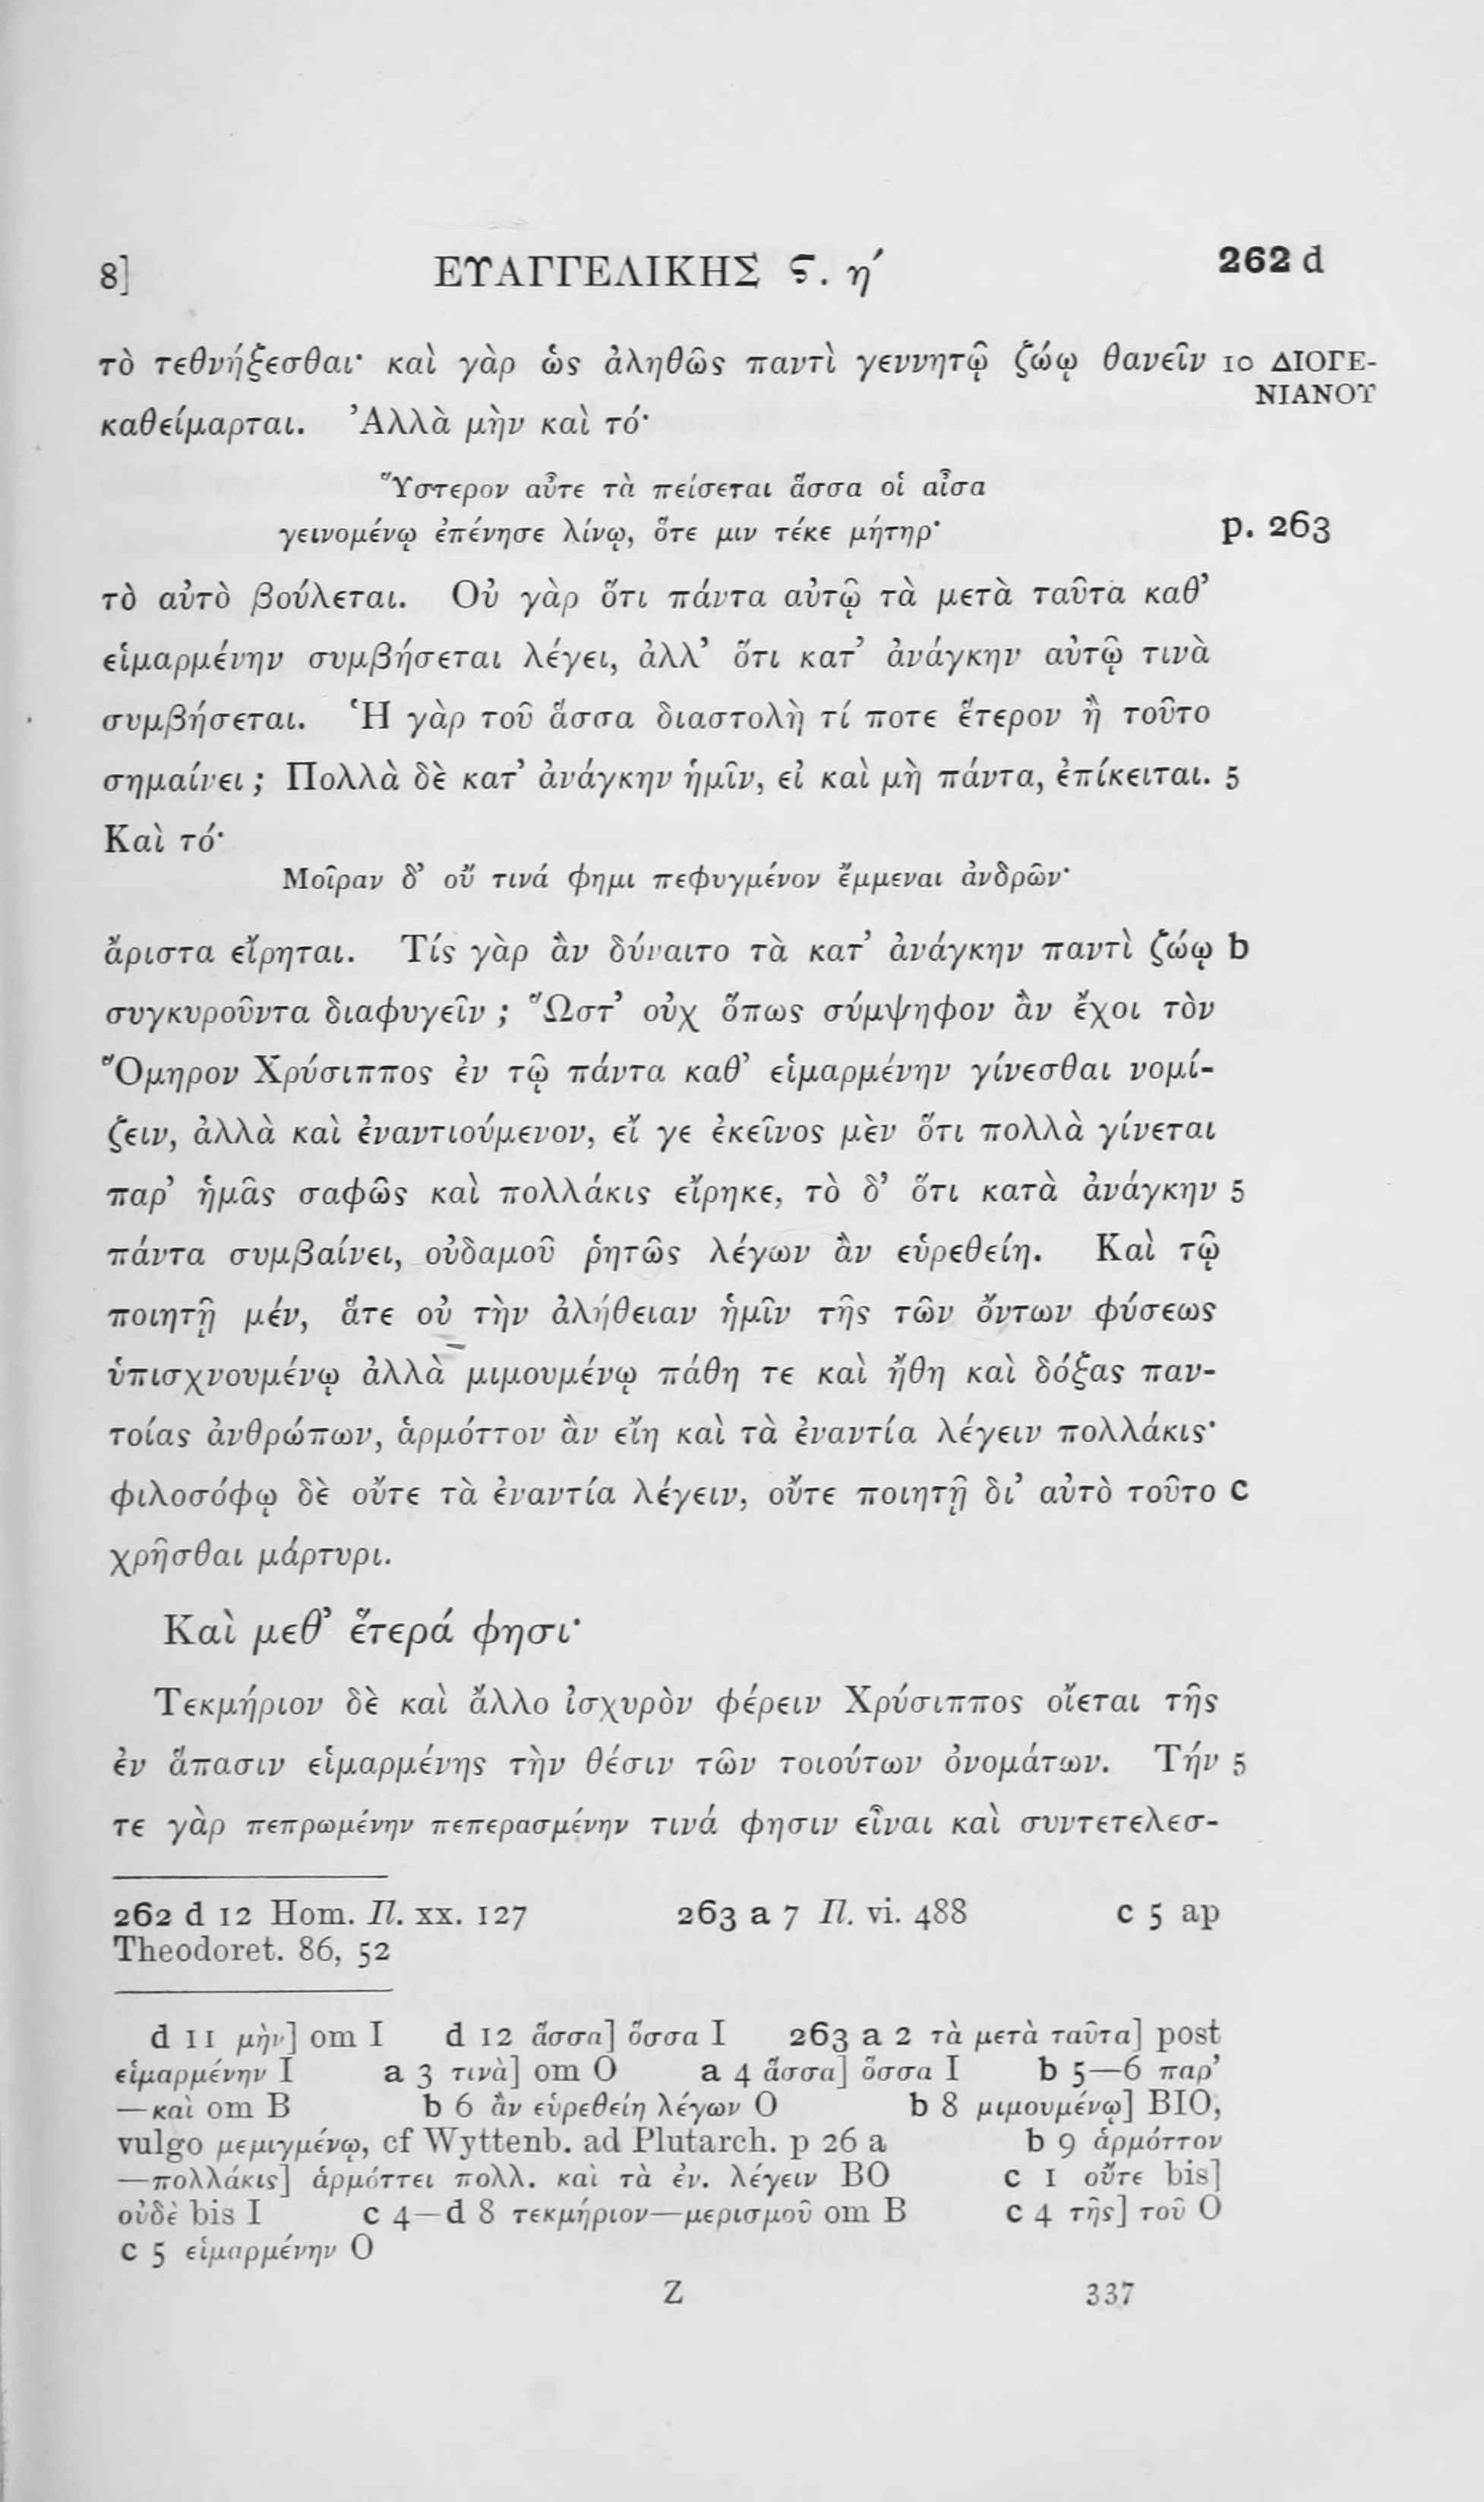 8] ΕΥΑΓΓΕΛΙΚΗΣ ϛ. η΄ 262 d
τὸ τεθνήξεσθαι· καὶ γὰρ ὡς ἀληθῶς παντὶ γεννητῷ ζώῳ θανεῖν 10 ΔΙΟΓΕ-
ΝΙΑΝΟΥ
καθείμαρται. Ἀλλὰ μὴν καὶ τό·
Ὕστερον αὖτε τὰ πείσεται ἅσσα οἱ αἶσα
γεινομένῳ ἐπένησε λίνῳ, ὅτε μιν τέκε μήτηρ· p. 263
τὸ αὐτὸ βούλεται. Οὐ γὰρ ὅτι πάντα αὐτῷ τὰ μετὰ ταῦτα καθ’
εἱμαρμένην συμβήσεται λέγει, ἀλλ’ ὅτι κατ’ ἀνάγκην αὐτῷ τινὰ
συμβήσεται. Ἡ γὰρ τοῦ ἅσσα διαστολὴ τί ποτε ἕτερον ἢ τοῦτο
σημαίνει ; Πολλὰ δὲ κατ’ ἀνάγκην ἡμῖν, εἰ καὶ μὴ πάντα, ἐπίκειται. 5
Καὶ τό·
Μοῖραν δ’ οὔ τινά φημι πεφυγμένον ἔμμεναι ἀνδρῶν·
ἄριστα εἴρηται. Τίς γὰρ ἂν δύναιτο τὰ κατ’ ἀνάγκην παντὶ ζώῳ b
συγκυροῦντα διαφυγεῖν ; Ὥστ’ οὐχ ὅπως σύμψηφον ἂν ἔχοι τὸν
Ὅμηρον Χρύσιππος ἐν τῷ πάντα καθ’ εἱμαρμένην γίνεσθαι νομί-
ζειν, ἀλλὰ καὶ ἐναντιούμενον, εἴ γε ἐκεῖνος μὲν ὅτι πολλὰ γίνεται
παρ’ ἡμᾶς σαφῶς καὶ πολλάκις εἴρηκε, τὸ δ’ ὅτι κατὰ ἀνάγκην 5
πάντα συμβαίνει, οὐδαμοῦ ῥητῶς λέγων ἂν εὑρεθείη. Καὶ τῷ
ποιητῇ μέν, ἅτε οὐ τὴν ἀλήθειαν ἡμῖν τῆς τῶν ὄντων φύσεως
ὑπισχνουμένῳ ἀλλὰ μιμουμένῳ πάθη τε καὶ ἤθη καὶ δόξας παν-
τοίας ἀνθρώπων, ἁρμόττον ἂν εἴη καὶ τὰ ἐναντία λέγειν πολλάκις·
φιλοσόφῳ δὲ οὔτε τὰ ἐναντία λέγειν, οὔτε ποιητῇ δι’ αὐτὸ τοῦτο c
χρῆσθαι μάρτυρι.
Καὶ μεθ’ ἕτερά φησι·
Τεκμήριον δὲ καὶ ἄλλο ἰσχυρὸν φέρειν Χρύσιππος οἴεται τῆς
ἐν ἅπασιν εἱμαρμένης τὴν θέσιν τῶν τοιούτων ὀνομάτων. Τήν 5
τε γὰρ πεπρωμένην πεπερασμένην τινά φησιν εἶναι καὶ συντετελεσ-
262 d 12 Hom. Il. xx. 127 263 a 7 Il. vi. 488 c 5 ap
Theodoret. 86, 52
d 11 μὴν] om I d 12 ἅσσα] ὅσσα I 263 a 2 τὰ μετὰ ταῦτα] post
εἱμαρμένην I a 3 τινὰ] om O a 4 ἅσσα] ὅσσα I b 5—6 παρ’
—καὶ om B b 6 ἂν εὑρεθείη λέγων O b 8 μιμουμένῳ] BIO,
vulgo μεμιγμένῳ, cf Wyttenb. ad Plutarch. p 26 a b 9 ἁρμόττον
—πολλάκις] ἁρμόττει πολλ. καὶ τὰ ἐν. λέγειν BO c 1 οὔτε bis]
οὐδὲ bis I c 4—d 8 τεκμήριον—μερισμοῦ om B c 4 τῆς] τοῦ O
c 5 εἱμαρμένην O
Z 337